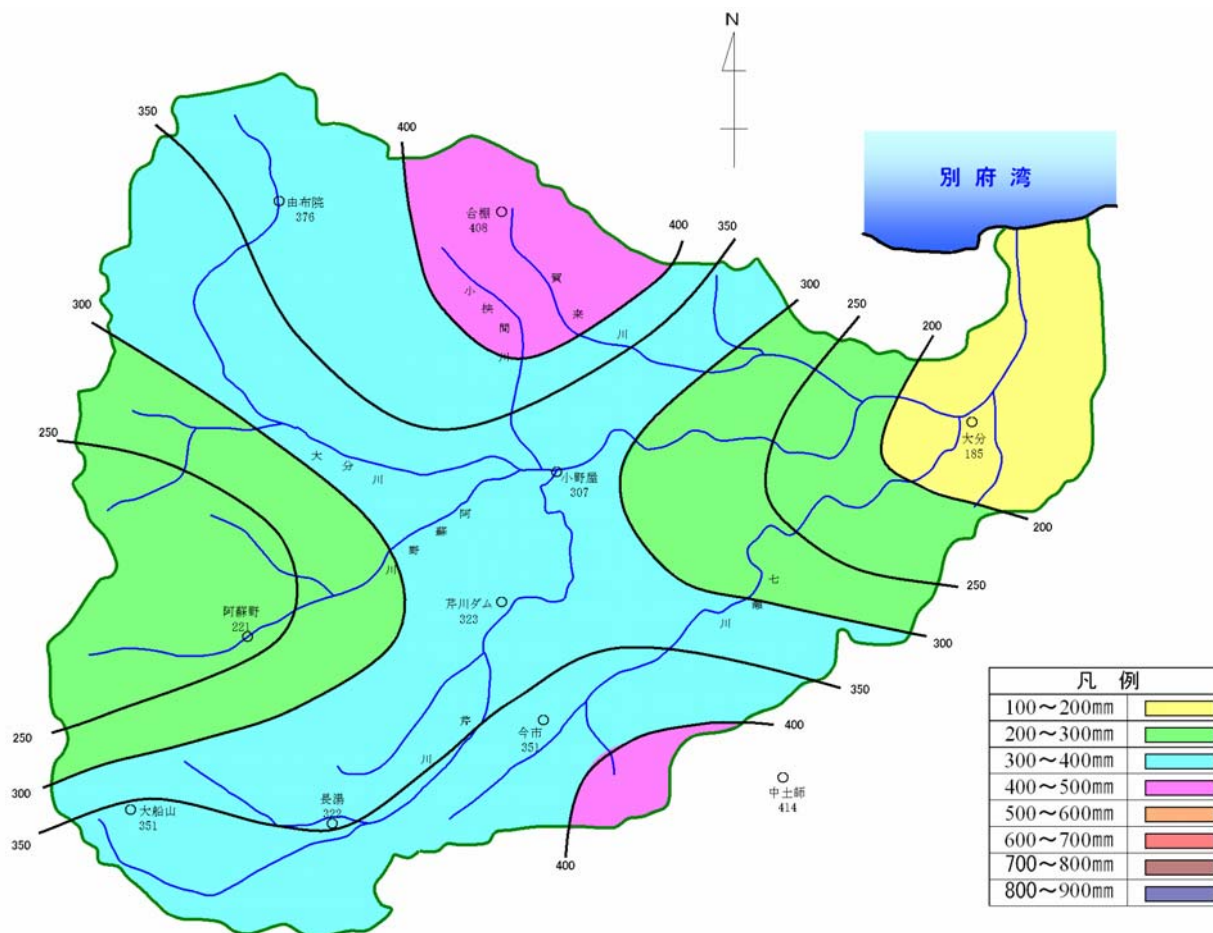 N
350
400
別府湾
由布院
376
合棚
408
400
350
賀来川
小挾間川
300
300
250
200
250
大分川
大分
185
小野屋
307
阿蘇野川
200
七瀬川
250
芹川ダム
323
阿蘇野
221
300
350
芹川
今市
351
400
250
中土師
414
300
長湯
322
大船山
351
350
400
凡 例
100～200mm
200～300mm
300～400mm
400～500mm
500～600mm
600～700mm
700～800mm
800～900mm